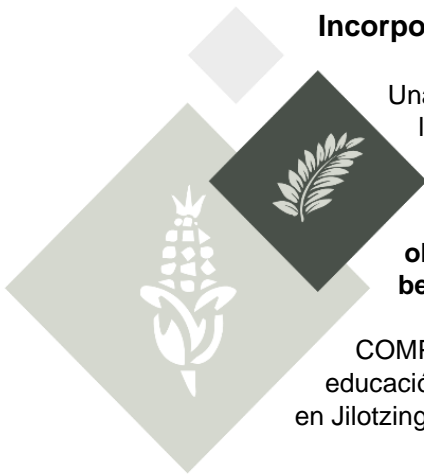 Incorpo
Una
l
ol
be
COMP
educació
en Jilotzing